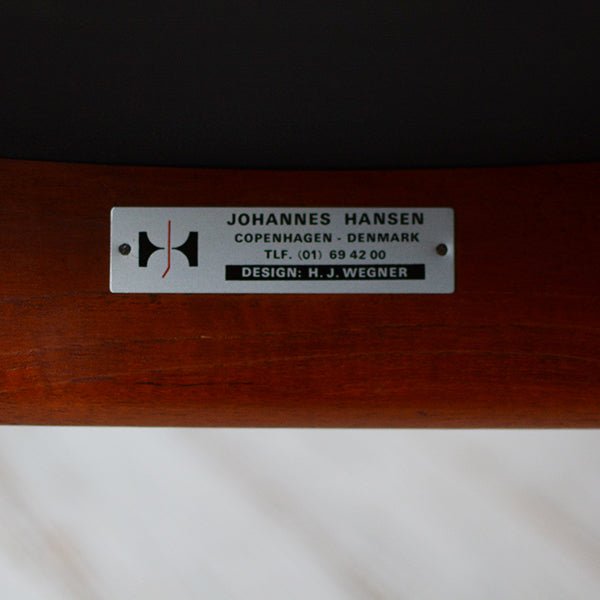 JOHANNES HANSEN
COPENHAGEN - DENMARK
TLF. (01) 69 42 00
DESIGN: H. J. WEGNER